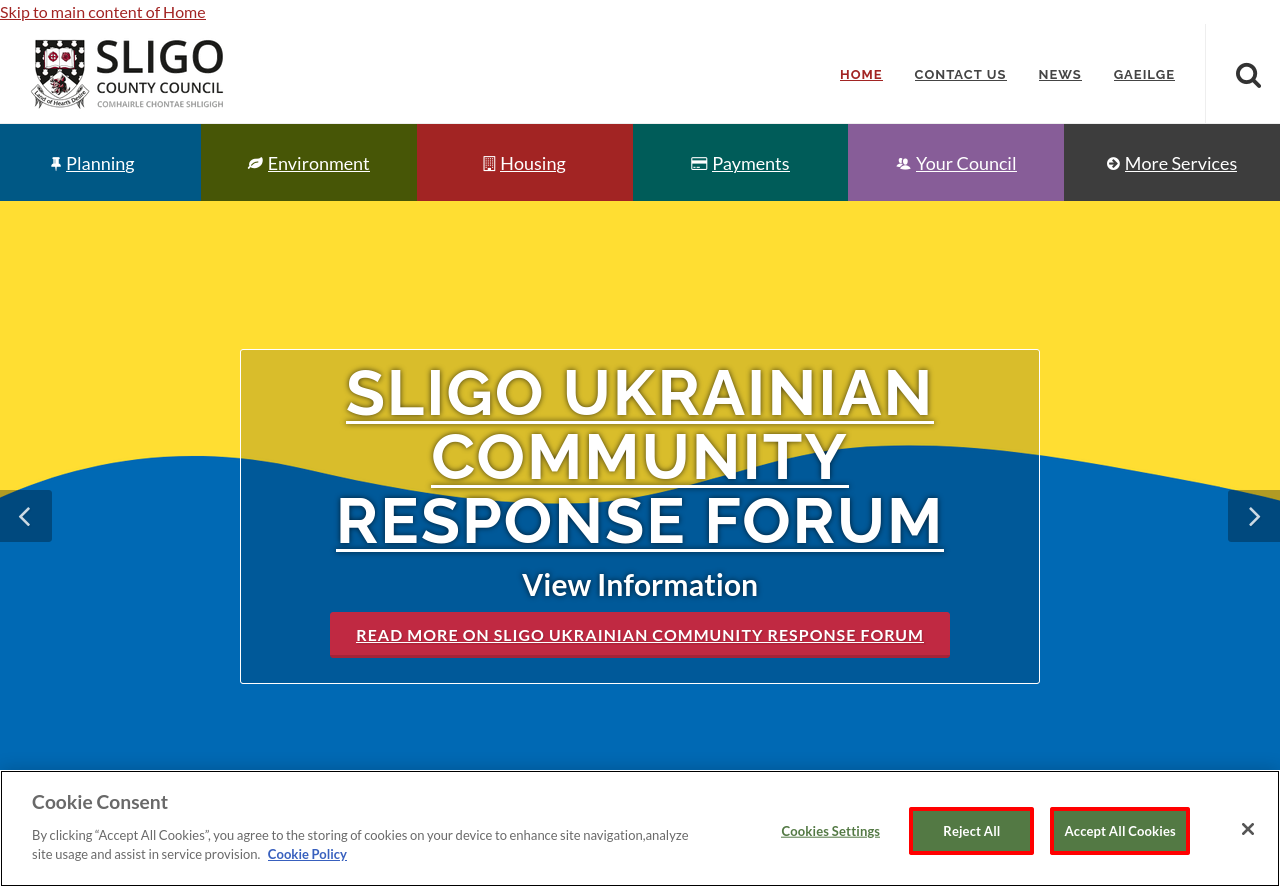 Skip to main content of Home
SLIGO
COUNTY COUNCIL
COMHAIRLE CHONTAE SHLIGIGH
Land of Heart's Desire
HOME
CONTACT US
NEWS
GAEILGE
Planning
Environment
Housing
Payments
Your Council
More Services
SLIGO UKRAINIAN
COMMUNITY
RESPONSE FORUM
View Information
READ MORE ON SLIGO UKRAINIAN COMMUNITY RESPONSE FORUM
Cookie Consent
By clicking “Accept All Cookies”, you agree to the storing of cookies on your device to enhance site navigation,analyze
site usage and assist in service provision. Cookie Policy
Cookies Settings
Reject All
Accept All Cookies